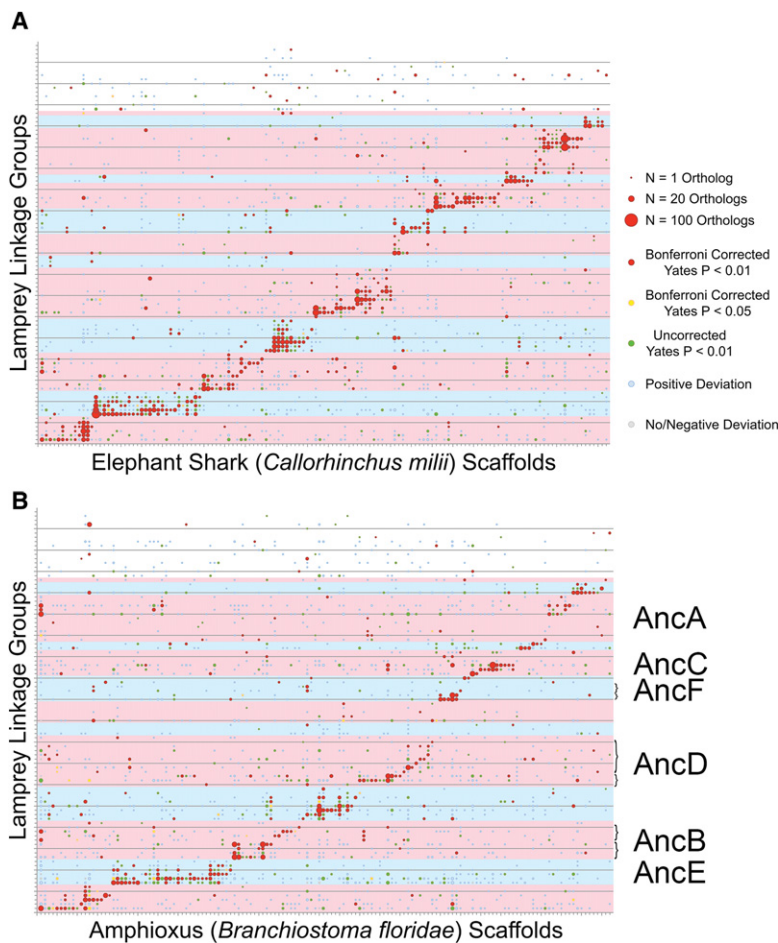 A
Lamprey Linkage Groups
Elephant Shark (Callorhinchus milii) Scaffolds
N = 1 Ortholog
N = 20 Orthologs
N = 100 Orthologs
Bonferroni Corrected
Yates P < 0.01
Bonferroni Corrected
Yates P < 0.05
Uncorrected
Yates P < 0.01
Positive Deviation
No/Negative Deviation
B
Lamprey Linkage Groups
Amphioxus (Branchiostoma floridae) Scaffolds
AncA
AncC
AncF
AncD
AncB
AncE